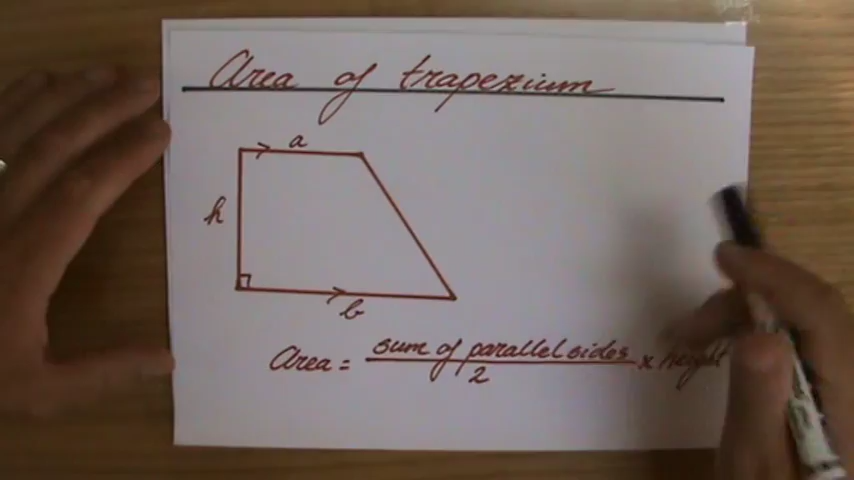 Area of trapezium
a
h
b
Area = sum of parallel sides / 2 × height